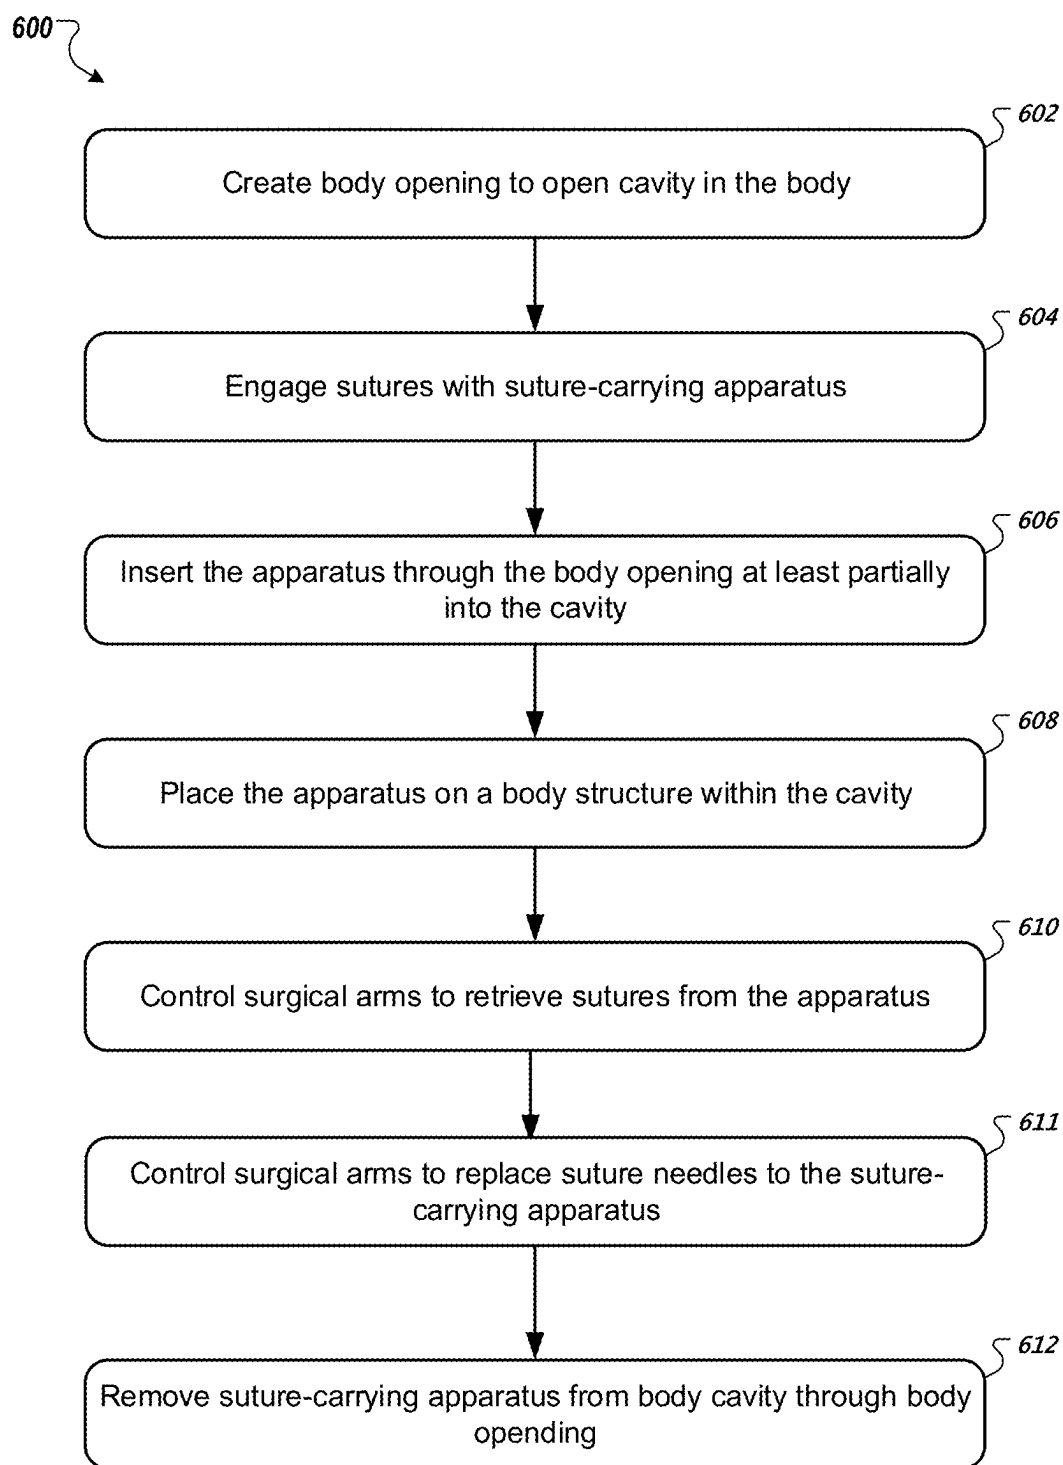 600
602
Create body opening to open cavity in the body
604
Engage sutures with suture-carrying apparatus
606
Insert the apparatus through the body opening at least partially
into the cavity
608
Place the apparatus on a body structure within the cavity
610
Control surgical arms to retrieve sutures from the apparatus
611
Control surgical arms to replace suture needles to the suture-
carrying apparatus
612
Remove suture-carrying apparatus from body cavity through body
opending